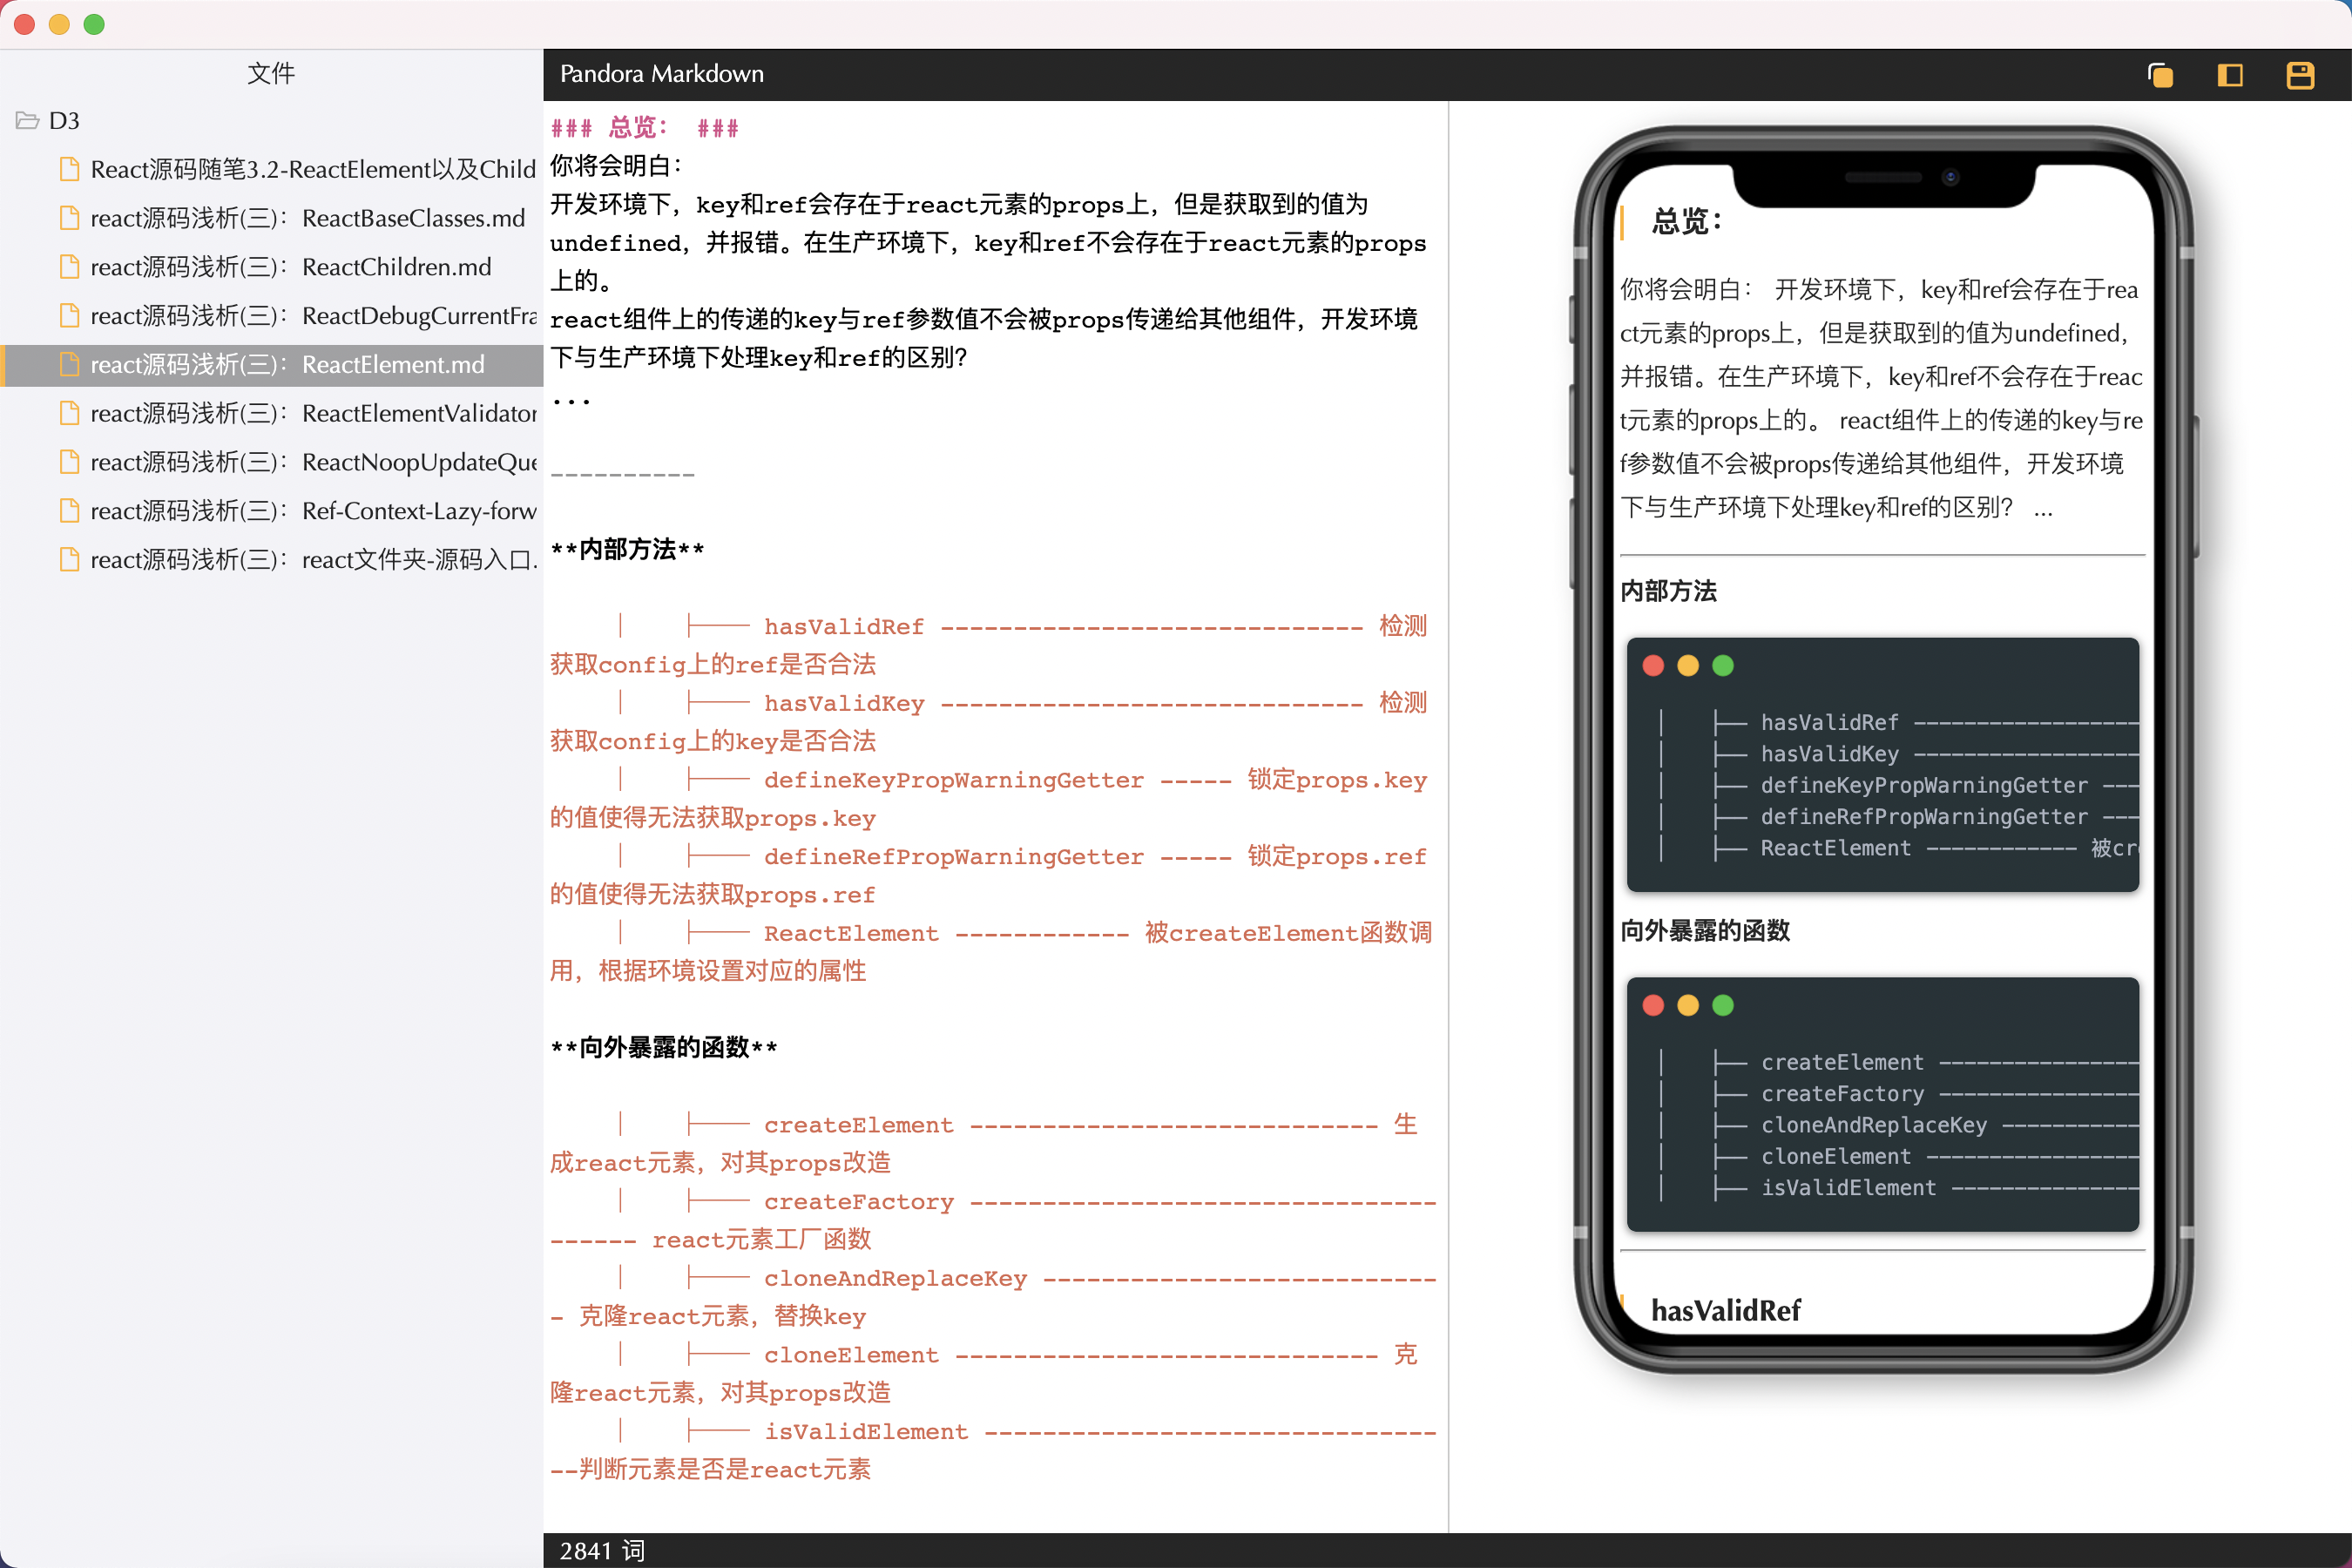 文件
D3
React源码随笔3.2-ReactElement以及Child
react源码浅析(三)：ReactBaseClasses.md
react源码浅析(三)：ReactChildren.md
react源码浅析(三)：ReactDebugCurrentFra
react源码浅析(三)：ReactElement.md
react源码浅析(三)：ReactElementValidator
react源码浅析(三)：ReactNoopUpdateQue
react源码浅析(三)：Ref-Context-Lazy-forw
react源码浅析(三)：react文件夹-源码入口.
Pandora Markdown
### 总览： ###
你将会明白：
开发环境下，key和ref会存在于react元素的props上，但是获取到的值为
undefined，并报错。在生产环境下，key和ref不会存在于react元素的props
上的。
react组件上的传递的key与ref参数值不会被props传递给其他组件，开发环境
下与生产环境下处理key和ref的区别？
...
----------
**内部方法**
│ ├── hasValidRef ----------------------------- 检测
获取config上的ref是否合法
│ ├── hasValidKey ----------------------------- 检测
获取config上的key是否合法
│ ├── defineKeyPropWarningGetter ----- 锁定props.key
的值使得无法获取props.key
│ ├── defineRefPropWarningGetter ----- 锁定props.ref
的值使得无法获取props.ref
│ ├── ReactElement ------------ 被createElement函数调
用，根据环境设置对应的属性
**向外暴露的函数**
│ ├── createElement ---------------------------- 生
成react元素，对其props改造
│ ├── createFactory --------------------------------
------ react元素工厂函数
│ ├── cloneAndReplaceKey ---------------------------
- 克隆react元素，替换key
│ ├── cloneElement ----------------------------- 克
隆react元素，对其props改造
│ ├── isValidElement -------------------------------
--判断元素是否是react元素
2841 词
总览：
你将会明白： 开发环境下，key和ref会存在于rea
ct元素的props上，但是获取到的值为undefined，
并报错。在生产环境下，key和ref不会存在于reac
t元素的props上的。 react组件上的传递的key与re
f参数值不会被props传递给其他组件，开发环境
下与生产环境下处理key和ref的区别？ ...
内部方法
│ ├── hasValidRef ------------------
│ ├── hasValidKey ------------------
│ ├── defineKeyPropWarningGetter ---
│ ├── defineRefPropWarningGetter ---
│ ├── ReactElement ------------ 被cr
向外暴露的函数
│ ├── createElement ----------------
│ ├── createFactory ----------------
│ ├── cloneAndReplaceKey -----------
│ ├── cloneElement -----------------
│ ├── isValidElement ---------------
hasValidRef